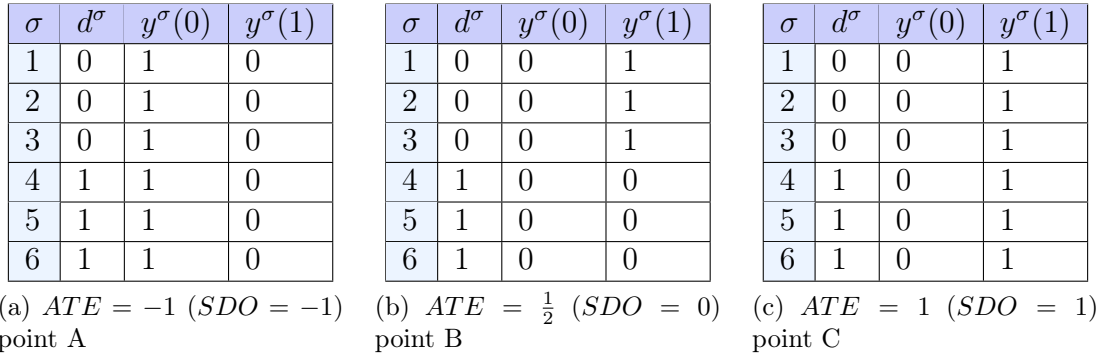 σ d^σ y^σ(0) y^σ(1)
1 0 1 0
2 0 1 0
3 0 1 0
4 1 1 0
5 1 1 0
6 1 1 0
(a) ATE = −1 (SDO = −1)
point A
σ d^σ y^σ(0) y^σ(1)
1 0 0 1
2 0 0 1
3 0 0 1
4 1 0 0
5 1 0 0
6 1 0 0
(b) ATE = 1/2 (SDO = 0)
point B
σ d^σ y^σ(0) y^σ(1)
1 0 0 1
2 0 0 1
3 0 0 1
4 1 0 1
5 1 0 1
6 1 0 1
(c) ATE = 1 (SDO = 1)
point C